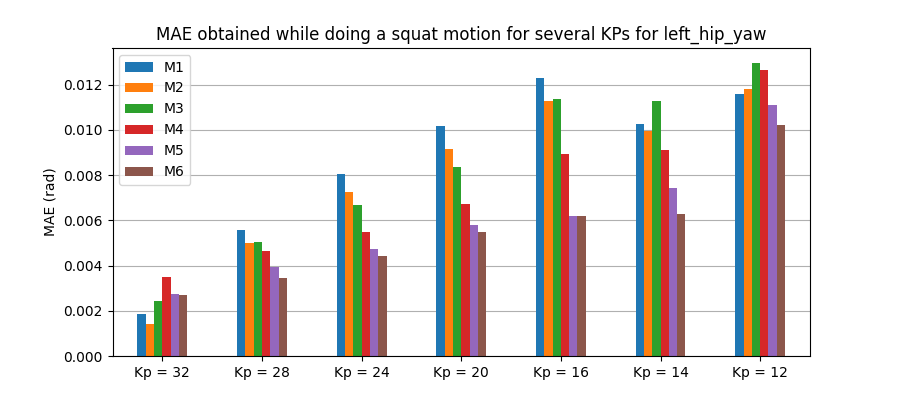 MAE obtained while doing a squat motion for several KPs for left_hip_yaw
M1
M2
M3
M4
M5
M6
0.012
0.010
0.008
0.006
0.004
0.002
0.000
MAE (rad)
Kp = 32 Kp = 28 Kp = 24 Kp = 20 Kp = 16 Kp = 14 Kp = 12